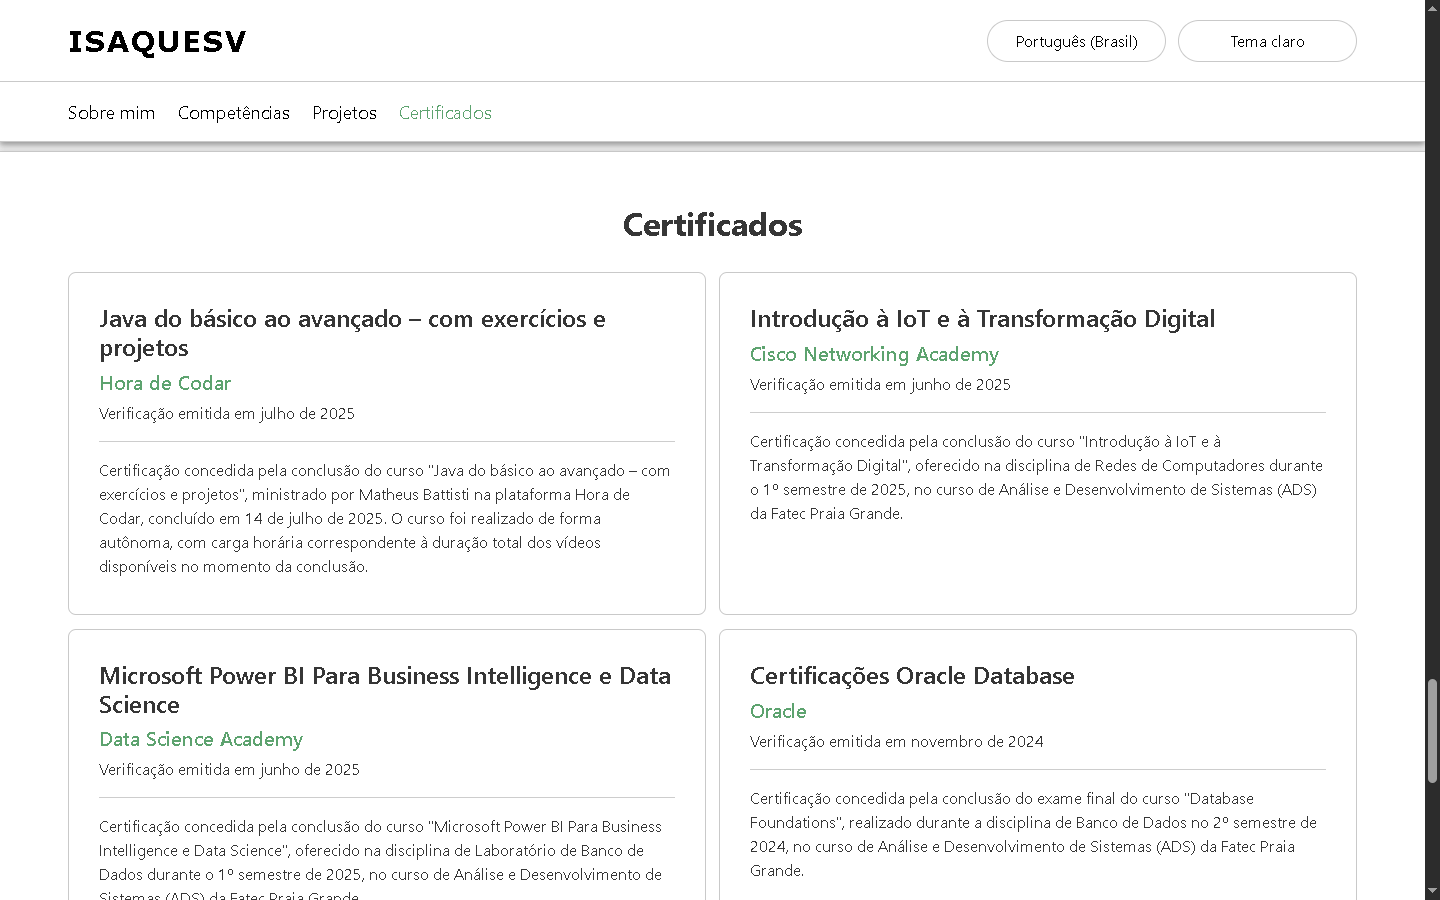 ISAQUESV
Português (Brasil)
Tema claro
Sobre mim
Competências
Projetos
Certificados
Certificados
Java do básico ao avançado – com exercícios e
projetos
Hora de Codar
Verificação emitida em julho de 2025
Certificação concedida pela conclusão do curso "Java do básico ao avançado – com
exercícios e projetos", ministrado por Matheus Battisti na plataforma Hora de
Codar, concluído em 14 de julho de 2025. O curso foi realizado de forma
autônoma, com carga horária correspondente à duração total dos vídeos
disponíveis no momento da conclusão.
Introdução à IoT e à Transformação Digital
Cisco Networking Academy
Verificação emitida em junho de 2025
Certificação concedida pela conclusão do curso "Introdução à IoT e à
Transformação Digital", oferecido na disciplina de Redes de Computadores durante
o 1º semestre de 2025, no curso de Análise e Desenvolvimento de Sistemas (ADS)
da Fatec Praia Grande.
Microsoft Power BI Para Business Intelligence e Data
Science
Data Science Academy
Verificação emitida em junho de 2025
Certificação concedida pela conclusão do curso "Microsoft Power BI Para Business
Intelligence e Data Science", oferecido na disciplina de Laboratório de Banco de
Dados durante o 1º semestre de 2025, no curso de Análise e Desenvolvimento de
Sistemas (ADS) da Fatec Praia Grande.
Certificações Oracle Database
Oracle
Verificação emitida em novembro de 2024
Certificação concedida pela conclusão do exame final do curso "Database
Foundations", realizado durante a disciplina de Banco de Dados no 2º semestre de
2024, no curso de Análise e Desenvolvimento de Sistemas (ADS) da Fatec Praia
Grande.